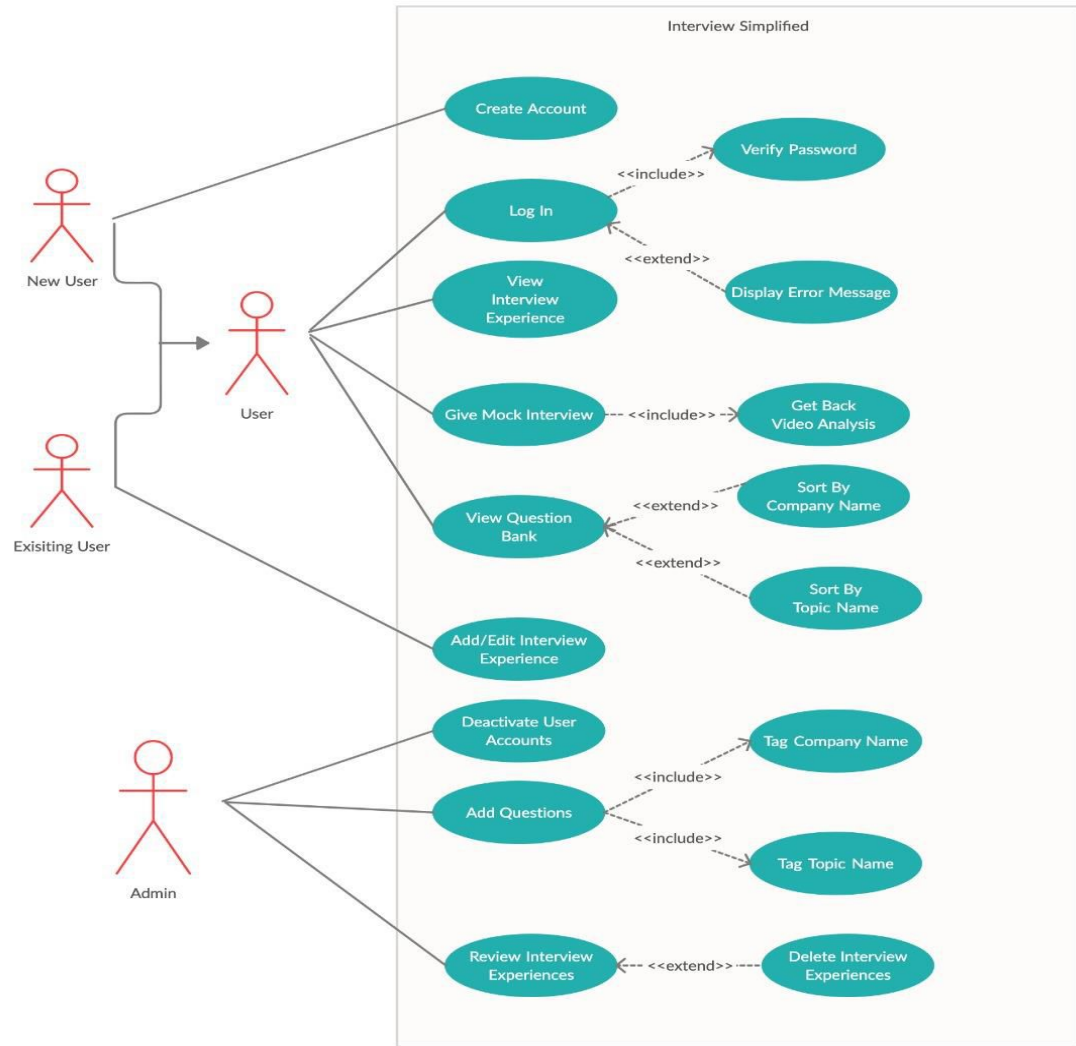 Interview Simplified
Create Account
Verify Password
<<include>>
Log In
<<extend>>
New User
View
Interview
Experience
Display Error Message
User
Give Mock Interview
<<include>>
Get Back
Video Analysis
Sort By
Company Name
<<extend>>
View Question
Bank
Exisiting User
<<extend>>
Sort By
Topic Name
Add/Edit Interview
Experience
Deactivate User
Accounts
Tag Company Name
<<include>>
Add Questions
<<include>>
Tag Topic Name
Admin
Review Interview
Experiences
<<extend>>
Delete Interview
Experiences